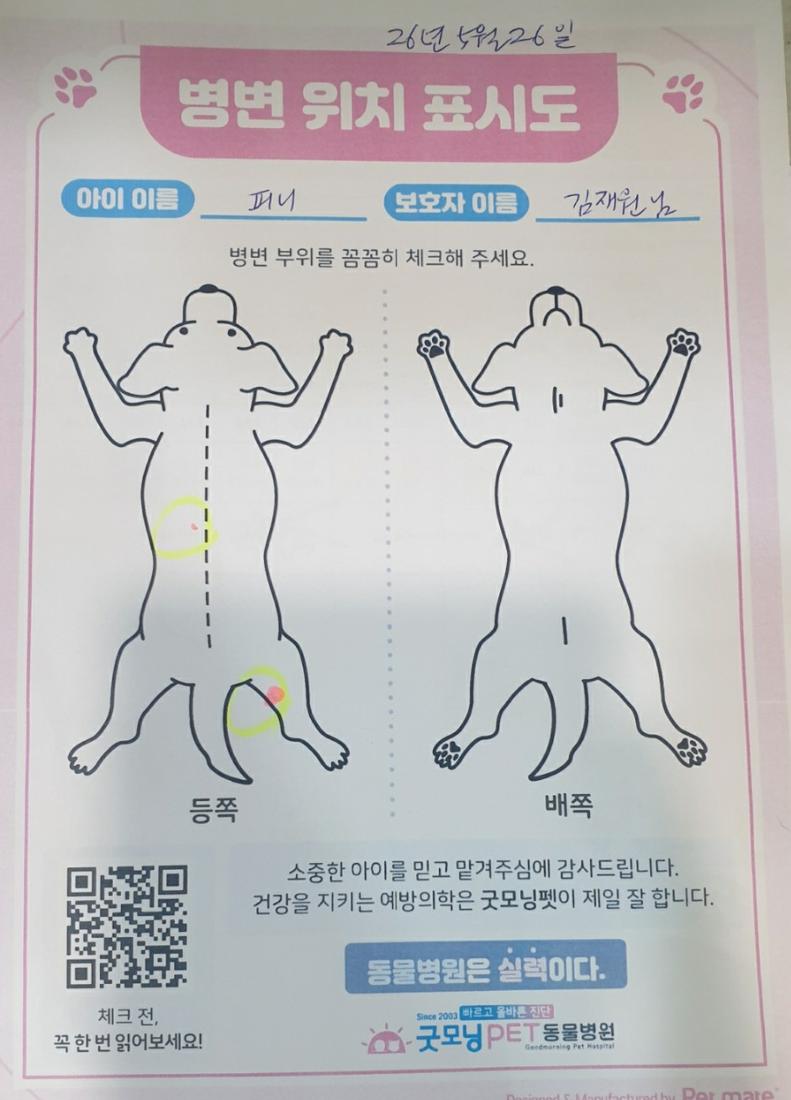 26년 5월 26일
병변 위치 표시도
아이 이름 피니 보호자 이름 김재원님
병변 부위를 꼼꼼히 체크해 주세요.
등쪽 배쪽
소중한 아이를 믿고 맡겨주심에 감사드립니다.
건강을 지키는 예방의학은 굿모닝펫이 제일 잘 합니다.
동물병원은 실력이다.
체크 전,
꼭 한 번 읽어보세요!
Since 2003 빠르고 올바른 진단
굿모닝PET동물병원
Goodmorning Pet Hospital
Designed & Manufactured by Pet mate